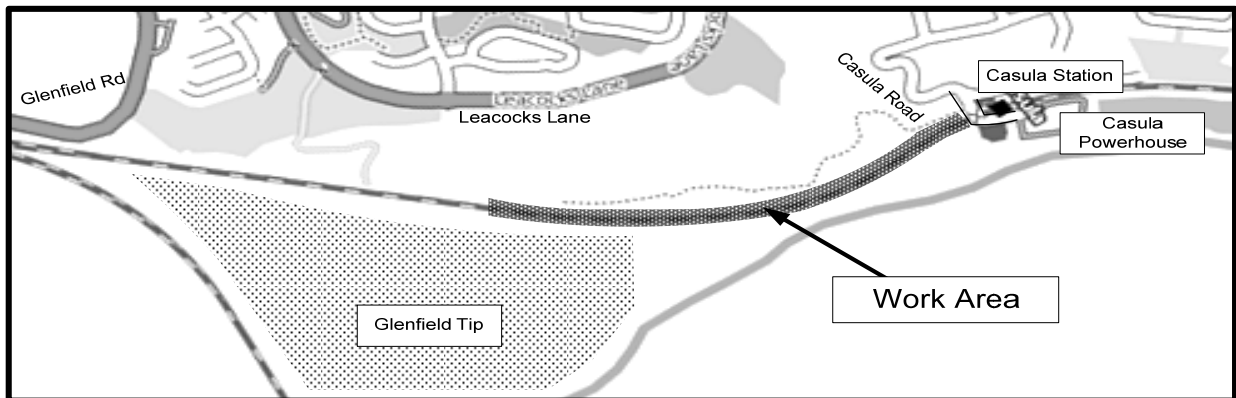 Glenfield Rd
Leacocks Lane
Leacocks Lane
Casula Road
Casula Station
Casula
Powerhouse
Work Area
Glenfield Tip